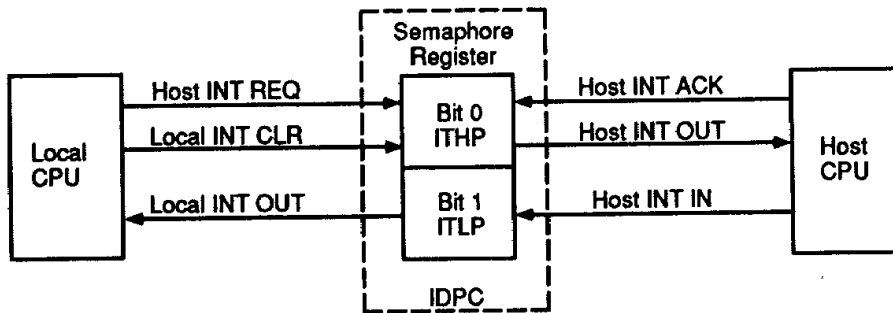 Semaphore
Register
Host INT REQ
Host INT ACK
Bit 0
ITHP
Local INT CLR
Host INT OUT
Local
CPU
Host
CPU
Local INT OUT
Bit 1
ITLP
Host INT IN
IDPC